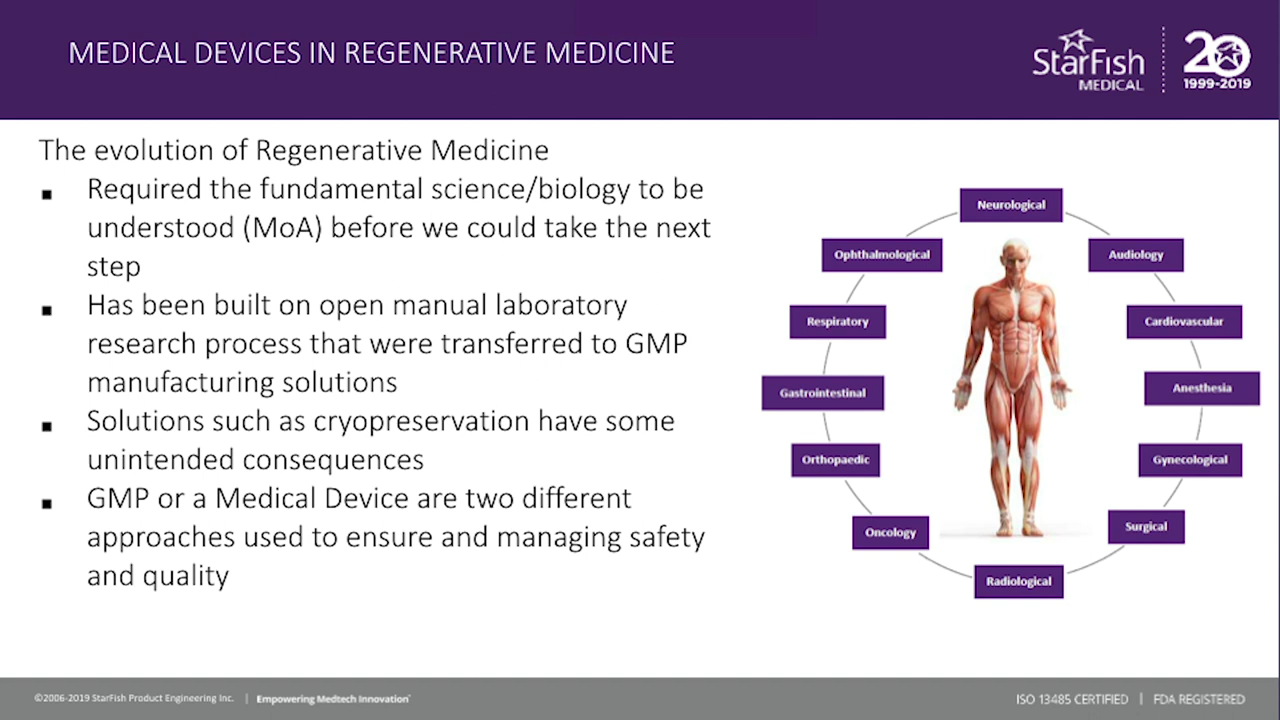 MEDICAL DEVICES IN REGENERATIVE MEDICINE
StarFish
MEDICAL
20
1999-2019
The evolution of Regenerative Medicine
▪ Required the fundamental science/biology to be
understood (MoA) before we could take the next
step
▪ Has been built on open manual laboratory
research process that were transferred to GMP
manufacturing solutions
▪ Solutions such as cryopreservation have some
unintended consequences
▪ GMP or a Medical Device are two different
approaches used to ensure and managing safety
and quality
Neurological
Ophthalmological
Audiology
Respiratory
Cardiovascular
Gastrointestinal
Anesthesia
Orthopaedic
Gynecological
Oncology
Surgical
Radiological
©2006-2019 StarFish Product Engineering Inc. | Empowering Medtech Innovation®
ISO 13485 CERTIFIED | FDA REGISTERED